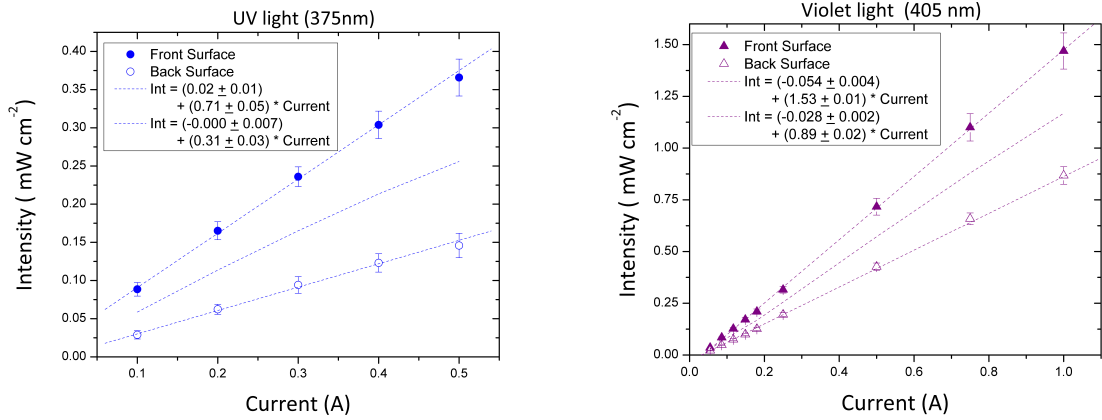 UV light (375nm)
Front Surface
Back Surface
Int = (0.02 ± 0.01)
+ (0.71 ± 0.05) * Current
Int = (-0.000 ± 0.007)
+ (0.31 ± 0.03) * Current
Intensity ( mW cm⁻²)
0.40
0.35
0.30
0.25
0.20
0.15
0.10
0.05
0.00
0.1 0.2 0.3 0.4 0.5
Current (A)
Violet light (405 nm)
Front Surface
Back Surface
Int = (-0.054 ± 0.004)
+ (1.53 ± 0.01) * Current
Int = (-0.028 ± 0.002)
+ (0.89 ± 0.02) * Current
Intensity ( mW cm⁻²)
1.50
1.25
1.00
0.75
0.50
0.25
0.00
0.0 0.2 0.4 0.6 0.8 1.0
Current (A)